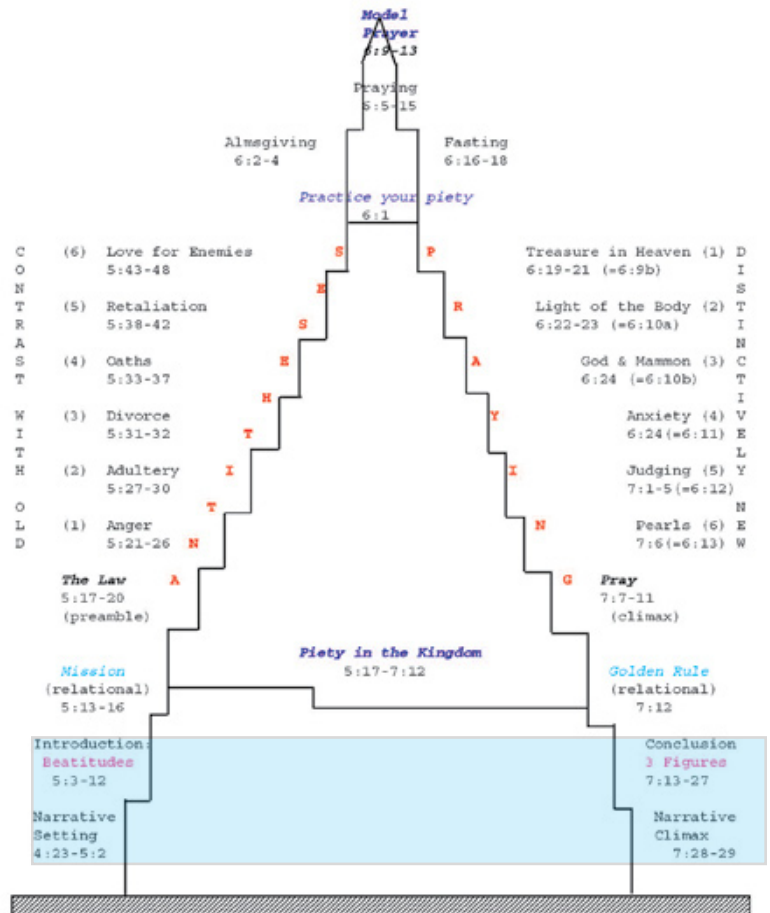 Model
Prayer
6:9-13
Praying
6:5-15
Almsgiving
6:2-4
Fasting
6:16-18
Practice your piety
6:1
CONTRAST WITH OLD
(6) Love for Enemies
5:43-48
(5) Retaliation
5:38-42
(4) Oaths
5:33-37
(3) Divorce
5:31-32
(2) Adultery
5:27-30
(1) Anger
5:21-26
The Law
5:17-20
(preamble)
ANTITHESES
PRAYING
Treasure in Heaven (1)
6:19-21 (=6:9b)
Light of the Body (2)
6:22-23 (=6:10a)
God & Mammon (3)
6:24 (=6:10b)
Anxiety (4)
6:24(=6:11)
Judging (5)
7:1-5(=6:12)
Pearls (6)
7:6(=6:13)
Pray
7:7-11
(climax)
DISTINCTIVELY NEW
Piety in the Kingdom
5:17-7:12
Mission
(relational)
5:13-16
Golden Rule
(relational)
7:12
Introduction:
Beatitudes
5:3-12
Conclusion
3 Figures
7:13-27
Narrative
Setting
4:23-5:2
Narrative
Climax
7:28-29